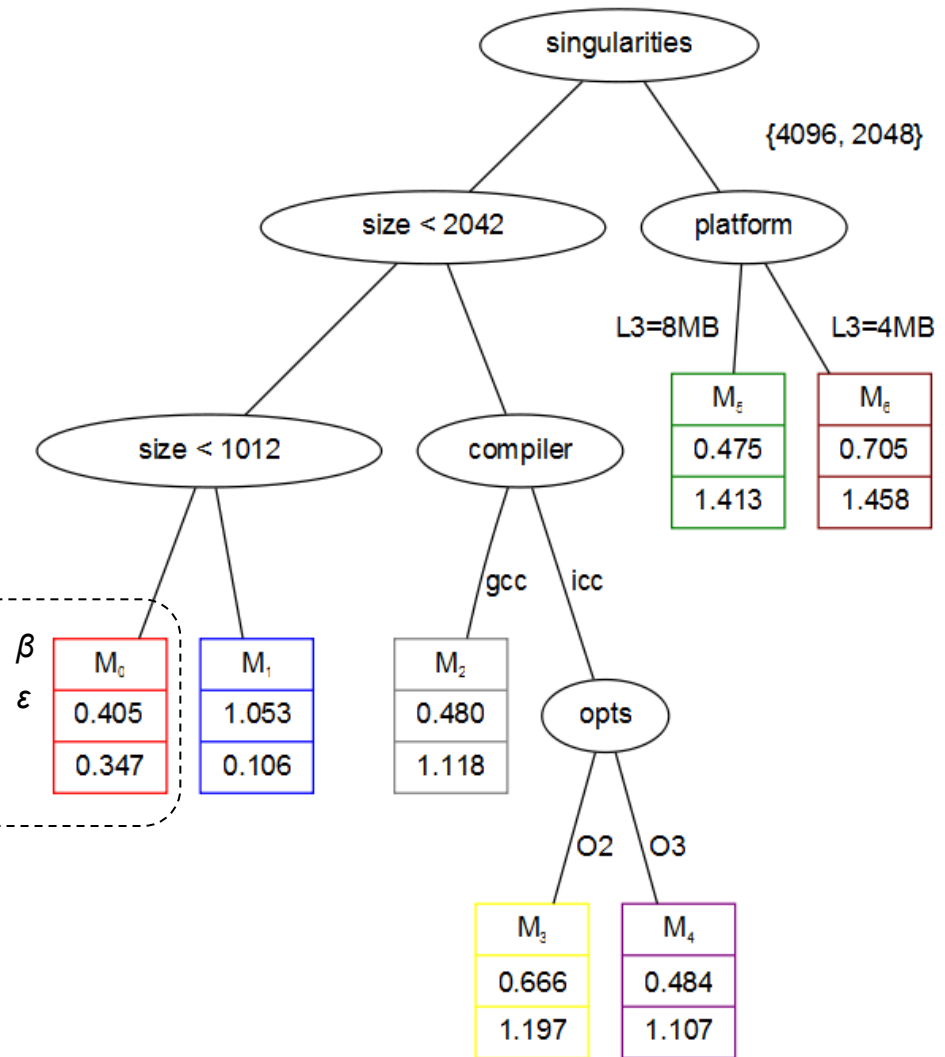 singularities
{4096, 2048}
size < 2042
platform
L3=8MB
L3=4MB
M₅
0.475
1.413
M₆
0.705
1.458
size < 1012
compiler
gcc
icc
β
ε
M₀
0.405
0.347
M₁
1.053
0.106
M₂
0.480
1.118
opts
O2
O3
M₃
0.666
1.197
M₄
0.484
1.107